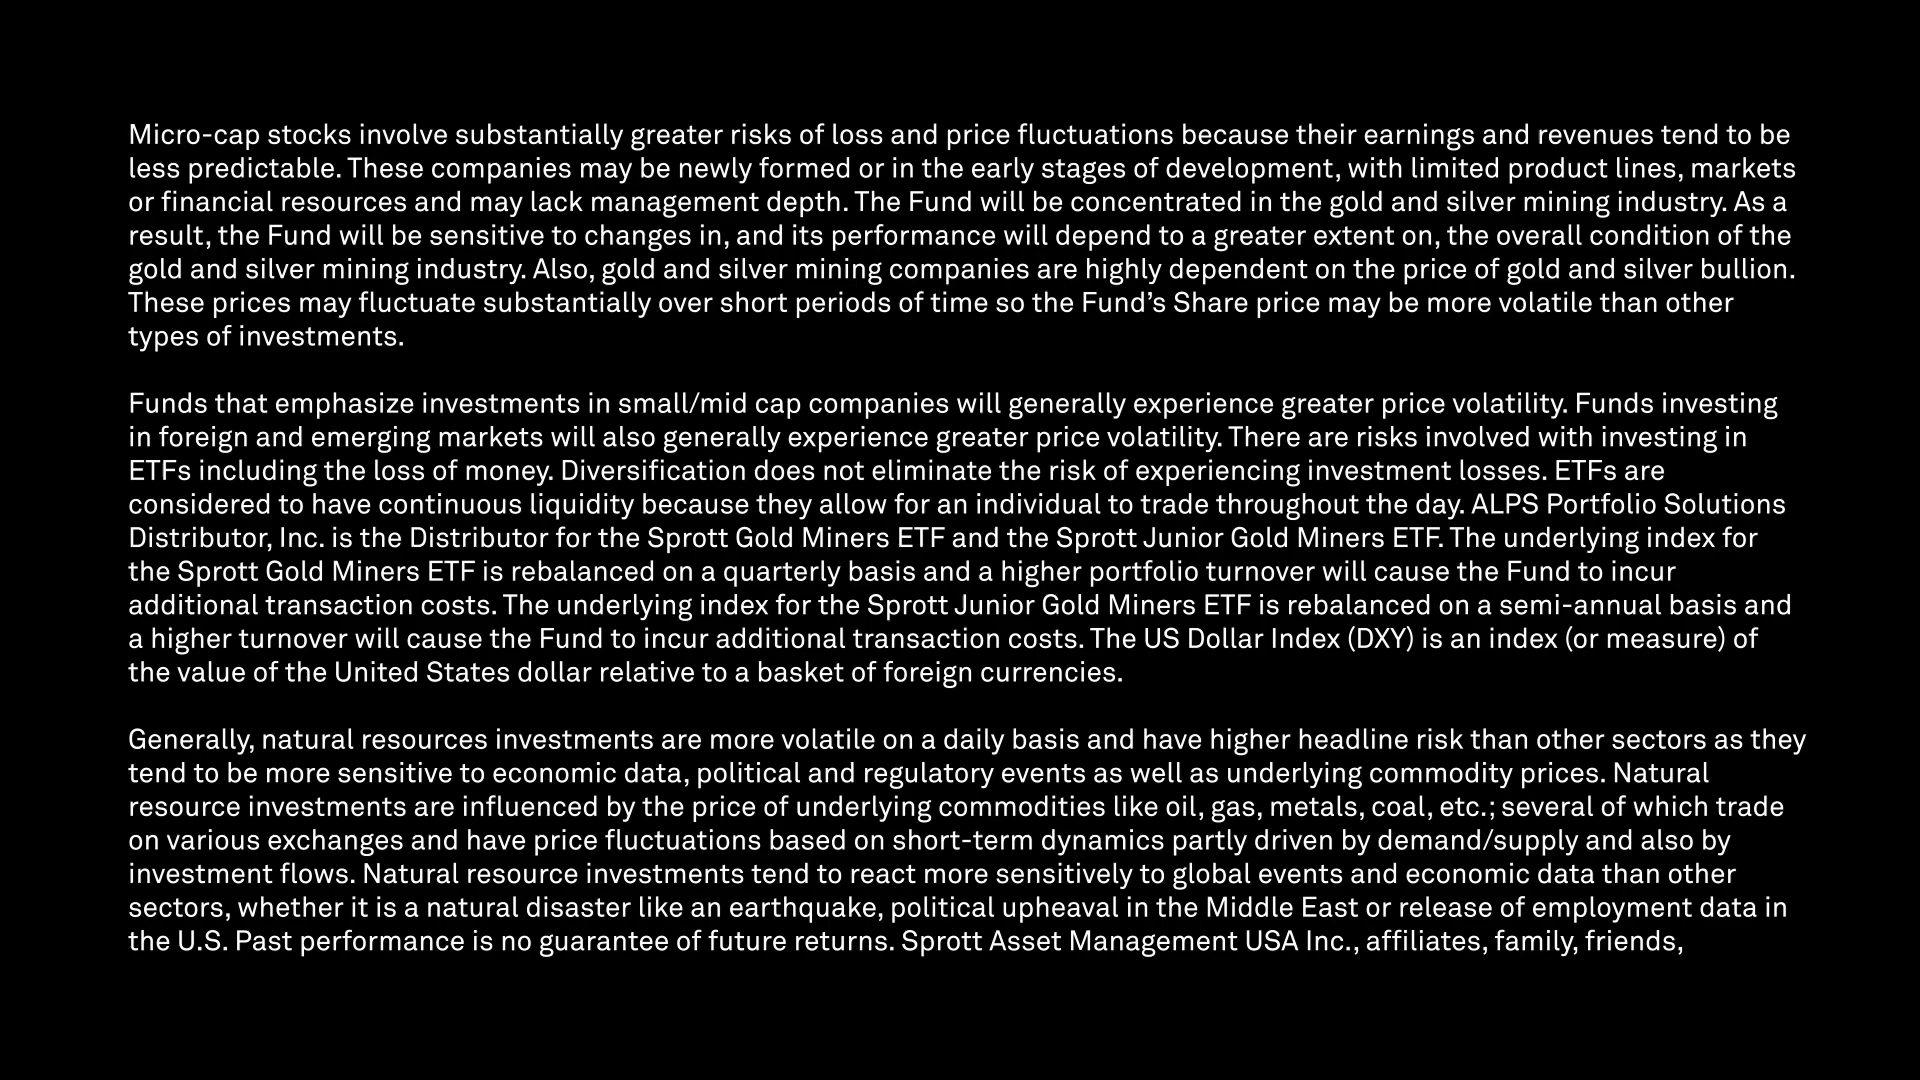 Micro-cap stocks involve substantially greater risks of loss and price fluctuations because their earnings and revenues tend to be
less predictable. These companies may be newly formed or in the early stages of development, with limited product lines, markets
or financial resources and may lack management depth. The Fund will be concentrated in the gold and silver mining industry. As a
result, the Fund will be sensitive to changes in, and its performance will depend to a greater extent on, the overall condition of the
gold and silver mining industry. Also, gold and silver mining companies are highly dependent on the price of gold and silver bullion.
These prices may fluctuate substantially over short periods of time so the Fund’s Share price may be more volatile than other
types of investments.

Funds that emphasize investments in small/mid cap companies will generally experience greater price volatility. Funds investing
in foreign and emerging markets will also generally experience greater price volatility. There are risks involved with investing in
ETFs including the loss of money. Diversification does not eliminate the risk of experiencing investment losses. ETFs are
considered to have continuous liquidity because they allow for an individual to trade throughout the day. ALPS Portfolio Solutions
Distributor, Inc. is the Distributor for the Sprott Gold Miners ETF and the Sprott Junior Gold Miners ETF. The underlying index for
the Sprott Gold Miners ETF is rebalanced on a quarterly basis and a higher portfolio turnover will cause the Fund to incur
additional transaction costs. The underlying index for the Sprott Junior Gold Miners ETF is rebalanced on a semi-annual basis and
a higher turnover will cause the Fund to incur additional transaction costs. The US Dollar Index (DXY) is an index (or measure) of
the value of the United States dollar relative to a basket of foreign currencies.

Generally, natural resources investments are more volatile on a daily basis and have higher headline risk than other sectors as they
tend to be more sensitive to economic data, political and regulatory events as well as underlying commodity prices. Natural
resource investments are influenced by the price of underlying commodities like oil, gas, metals, coal, etc.; several of which trade
on various exchanges and have price fluctuations based on short-term dynamics partly driven by demand/supply and also by
investment flows. Natural resource investments tend to react more sensitively to global events and economic data than other
sectors, whether it is a natural disaster like an earthquake, political upheaval in the Middle East or release of employment data in
the U.S. Past performance is no guarantee of future returns. Sprott Asset Management USA Inc., affiliates, family, friends,